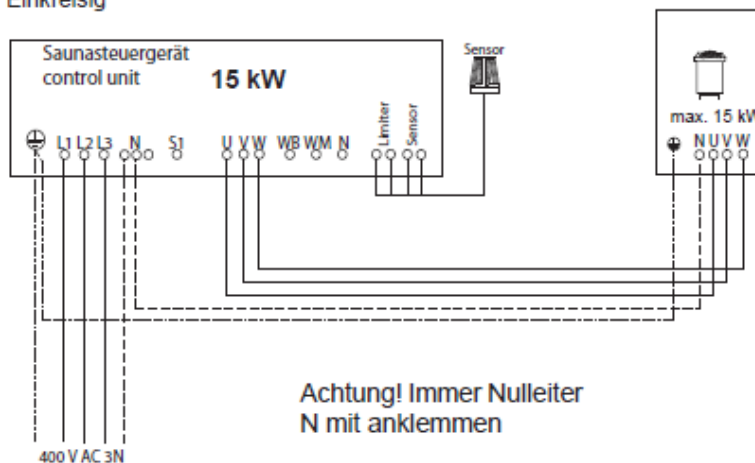 Einkreisig
Saunasteuergerät
control unit
15 kW
L1 L2 L3 N S1 U V W WB WM N Limiter Sensor
Sensor
max. 15 kW
N U V W
Achtung! Immer Nulleiter
N mit anklemmen
400 V AC 3N